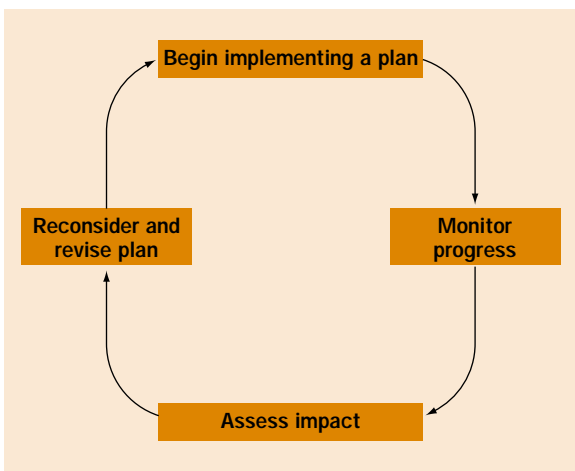 Begin implementing a plan
Monitor
progress
Assess impact
Reconsider and
revise plan